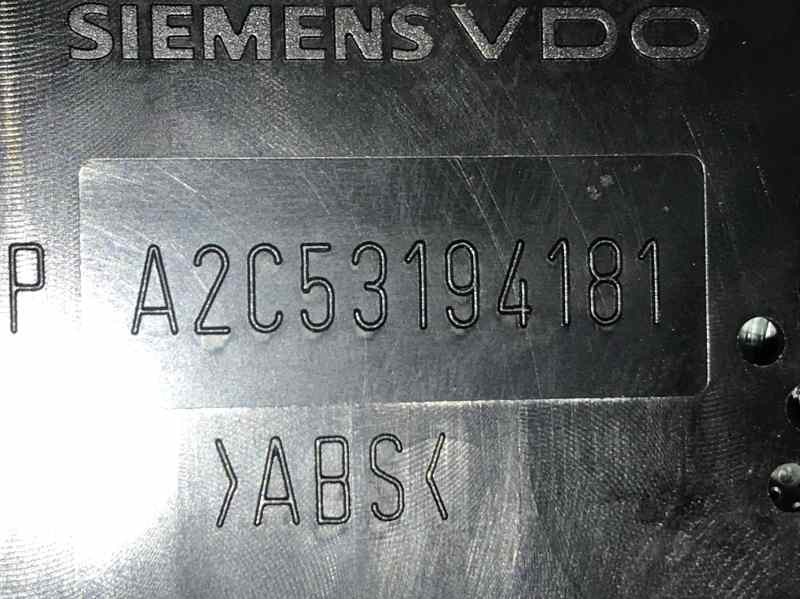 SIEMENS VDO
P A2C53194181
>ABS<